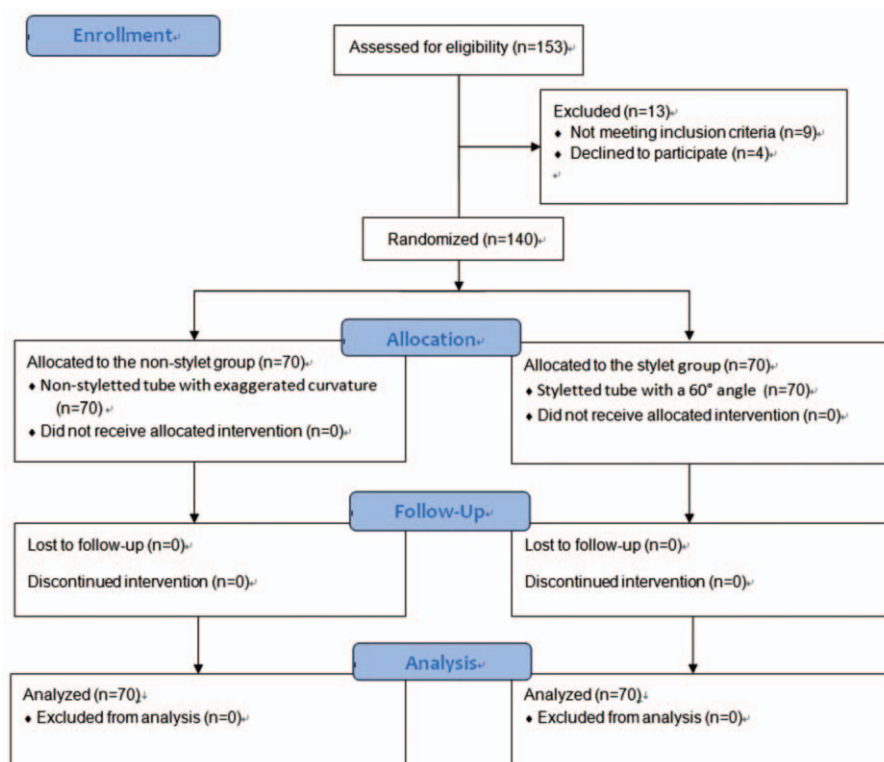 Enrollment
Assessed for eligibility (n=153)
Excluded (n=13)
♦ Not meeting inclusion criteria (n=9)
♦ Declined to participate (n=4)
Randomized (n=140)
Allocation
Allocated to the non-stylet group (n=70)
♦ Non-styletted tube with exaggerated curvature
(n=70)
♦ Did not receive allocated intervention (n=0)
Allocated to the stylet group (n=70)
♦ Styletted tube with a 60° angle (n=70)
♦ Did not receive allocated intervention (n=0)
Follow-Up
Lost to follow-up (n=0)
Discontinued intervention (n=0)
Lost to follow-up (n=0)
Discontinued intervention (n=0)
Analysis
Analyzed (n=70)
♦ Excluded from analysis (n=0)
Analyzed (n=70)
♦ Excluded from analysis (n=0)